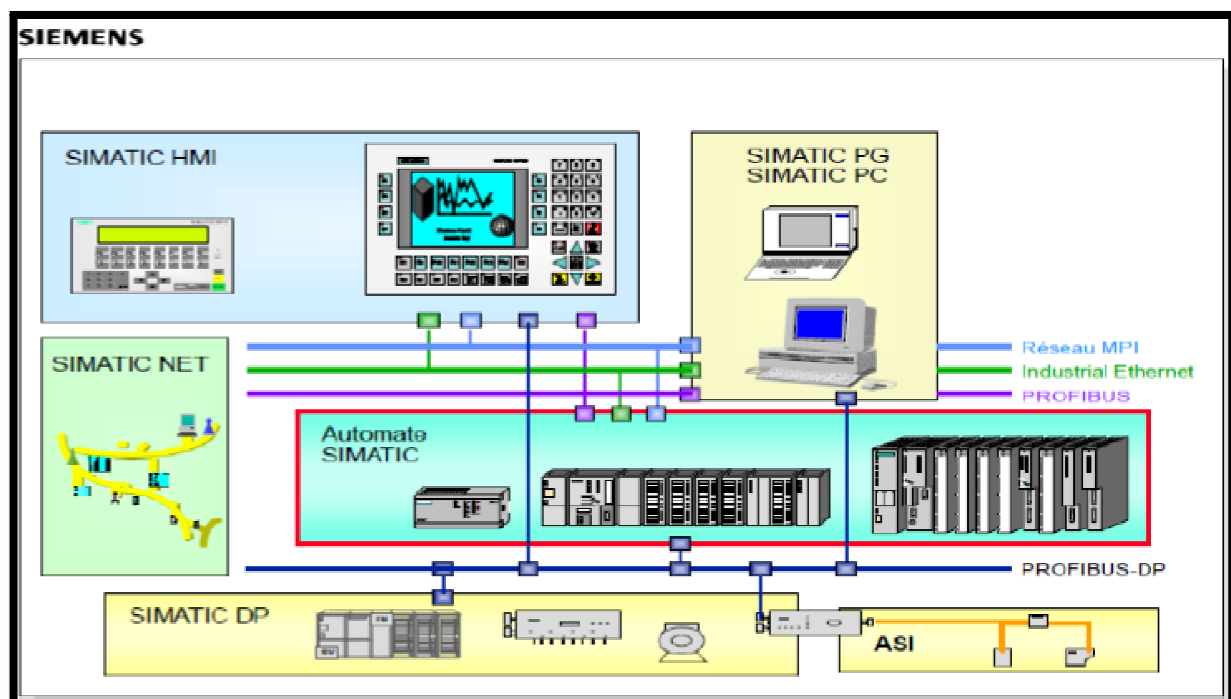 SIEMENS
SIMATIC HMI
SIMATIC PG
SIMATIC PC
SIMATIC NET
Réseau MPI
Industrial Ethernet
PROFIBUS
Automate
SIMATIC
PROFIBUS-DP
SIMATIC DP
ASI